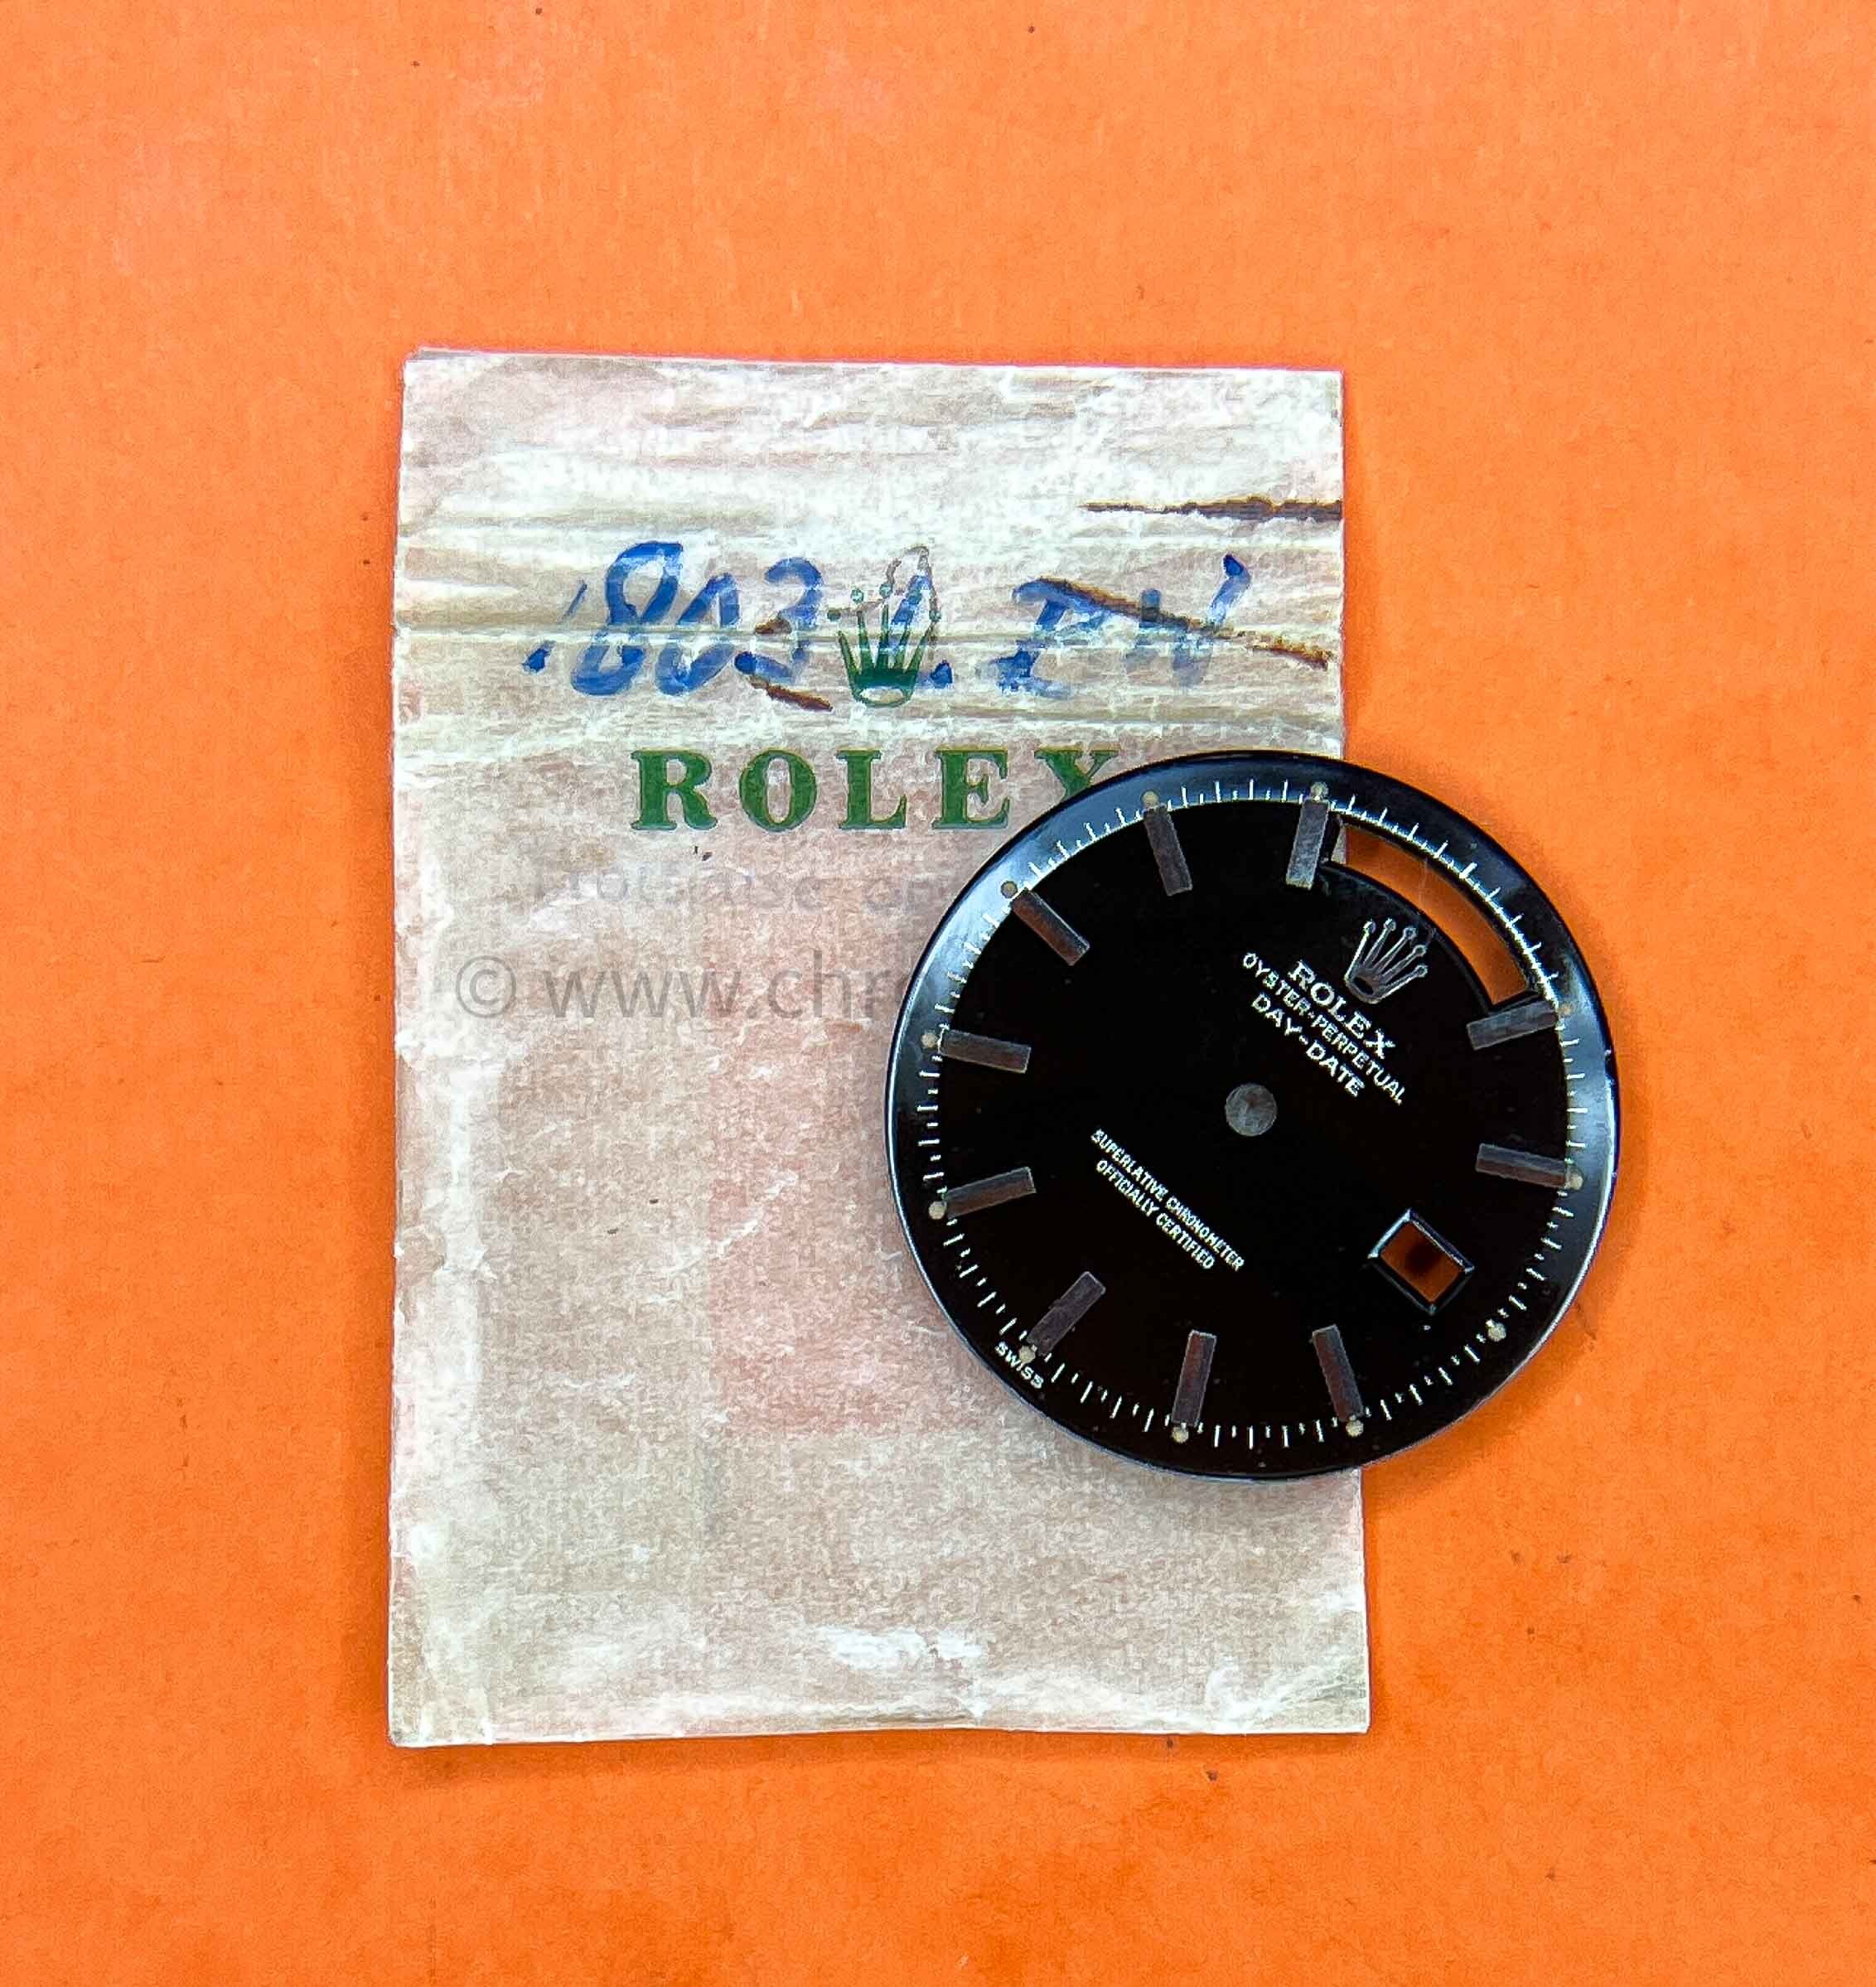 1803
ROLEX
© www.chr
ROLEX
OYSTER-PERPETUAL
DAY-DATE
SUPERLATIVE CHRONOMETER
OFFICIALLY CERTIFIED
SWISS